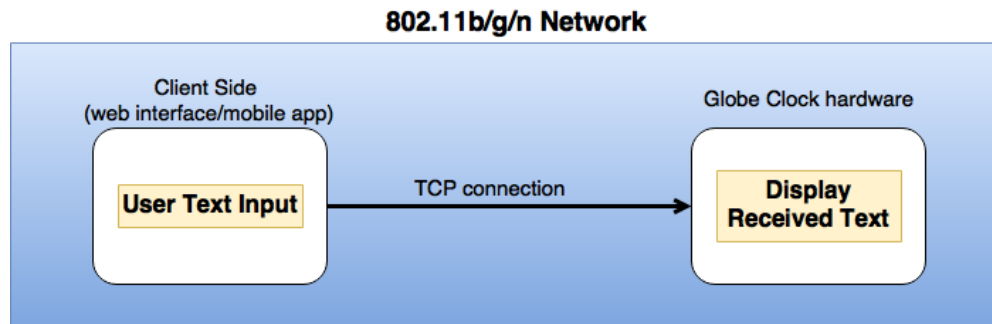 802.11b/g/n Network
Client Side
(web interface/mobile app)
Globe Clock hardware
User Text Input
TCP connection
Display
Received Text